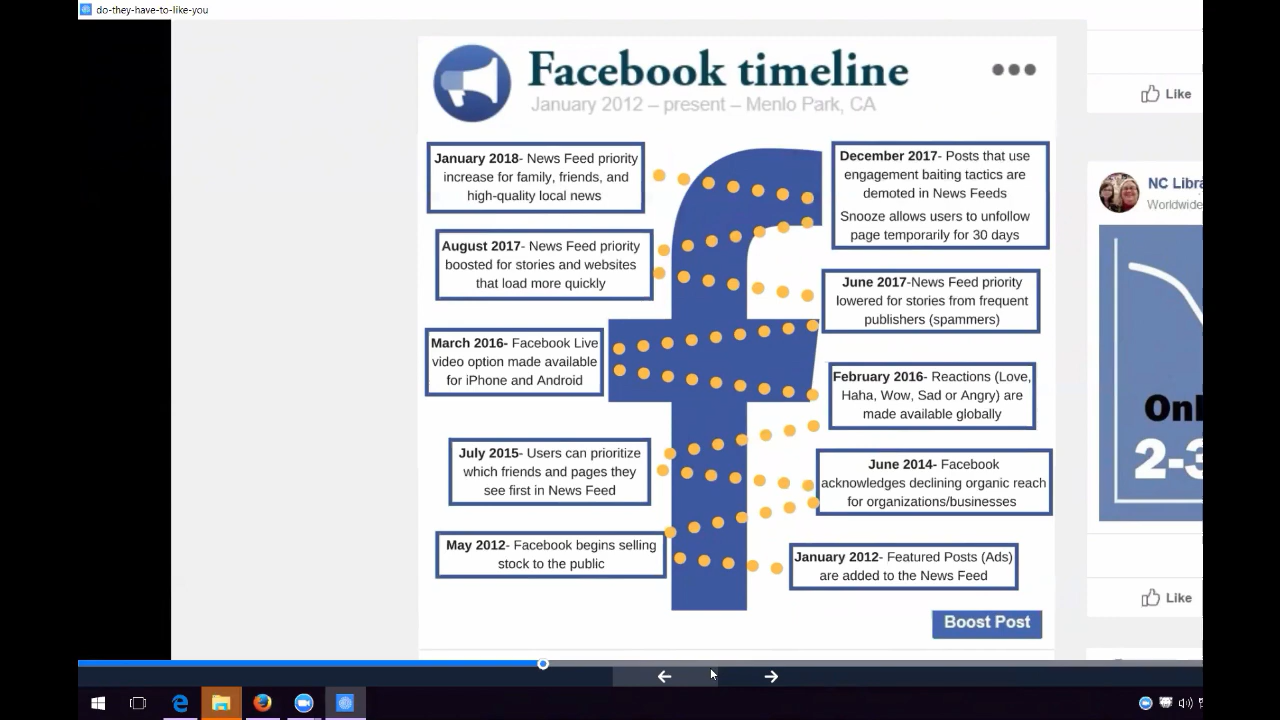 do-they-have-to-like-you
Facebook timeline
January 2012 – present – Menlo Park, CA
January 2018- News Feed priority
increase for family, friends, and
high-quality local news
December 2017- Posts that use
engagement baiting tactics are
demoted in News Feeds
Snooze allows users to unfollow
page temporarily for 30 days
August 2017- News Feed priority
boosted for stories and websites
that load more quickly
June 2017-News Feed priority
lowered for stories from frequent
publishers (spammers)
March 2016- Facebook Live
video option made available
for iPhone and Android
February 2016- Reactions (Love,
Haha, Wow, Sad or Angry) are
made available globally
July 2015- Users can prioritize
which friends and pages they
see first in News Feed
June 2014- Facebook
acknowledges declining organic reach
for organizations/businesses
May 2012- Facebook begins selling
stock to the public
January 2012- Featured Posts (Ads)
are added to the News Feed
Boost Post
Like
NC Libra
Worldwide
Onl
2-3
Like